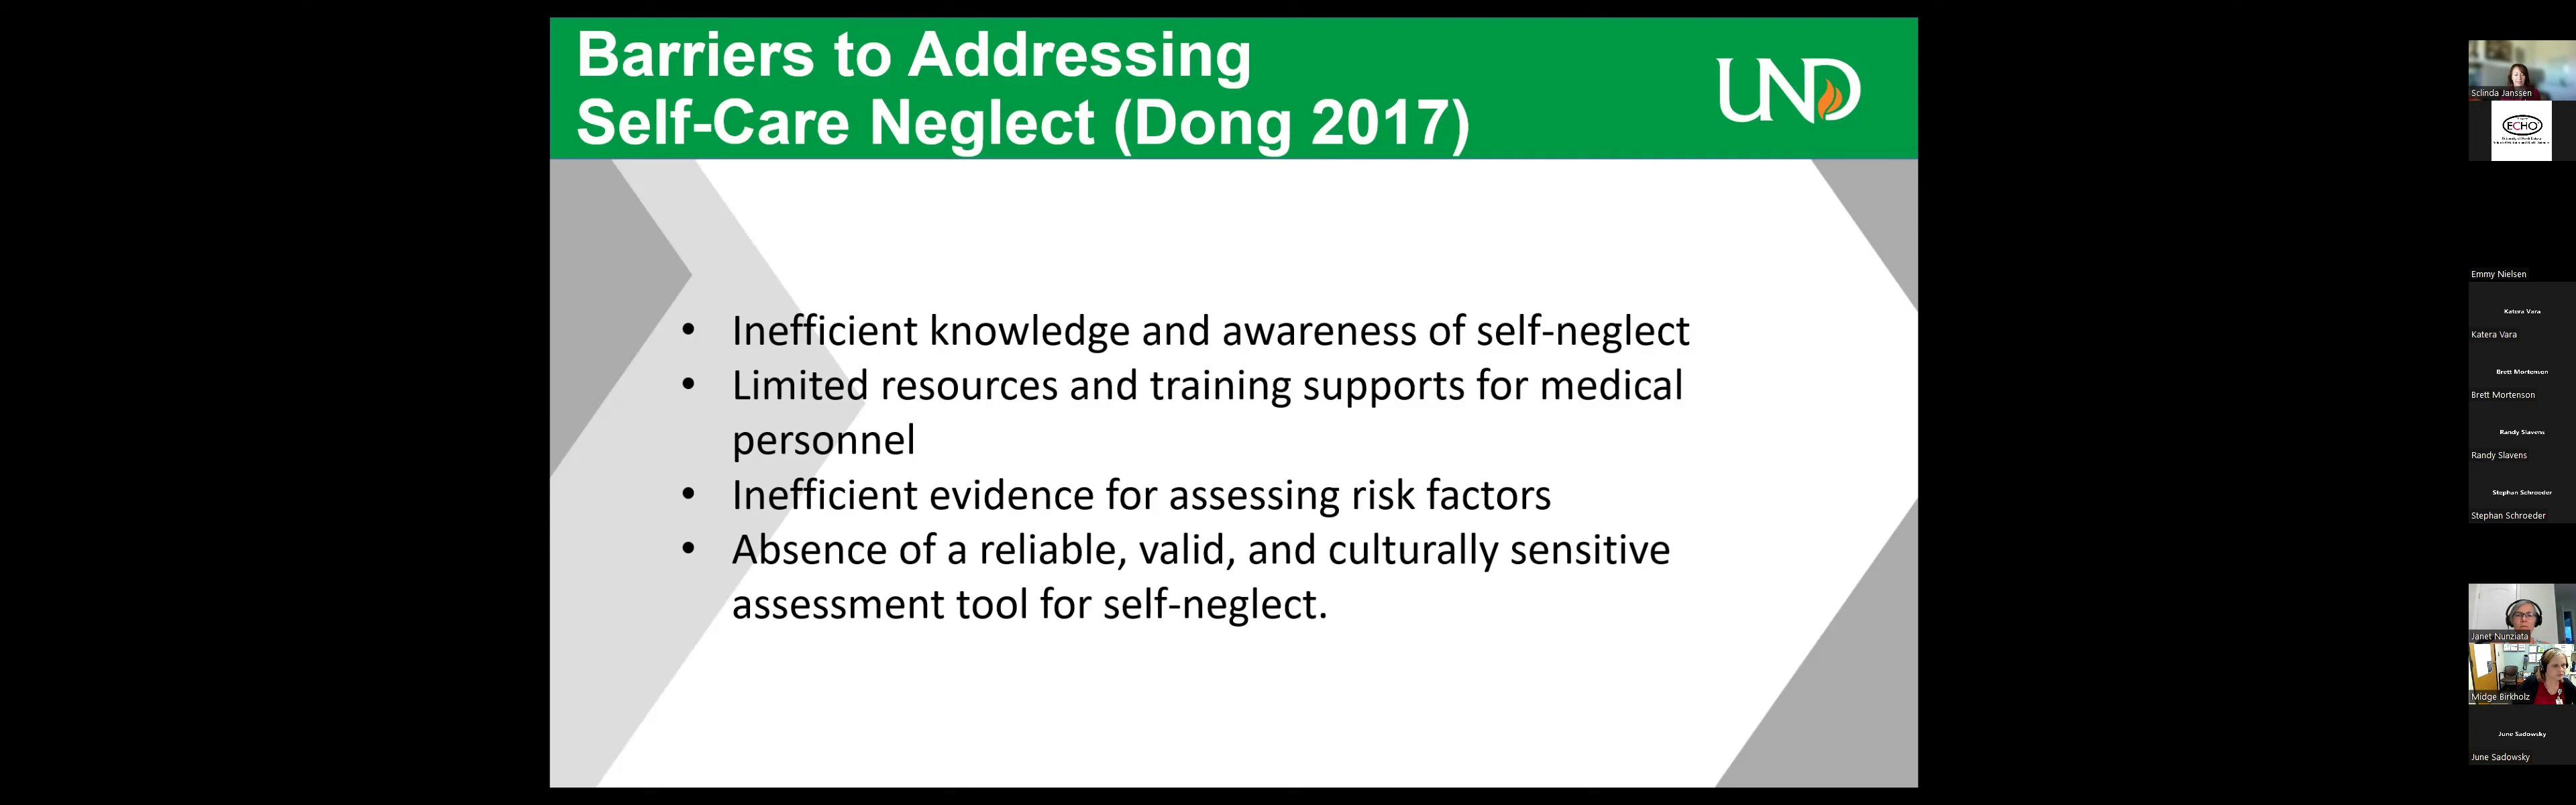 Barriers to Addressing
Self-Care Neglect (Dong 2017)
UND
• Inefficient knowledge and awareness of self-neglect
• Limited resources and training supports for medical
personnel
• Inefficient evidence for assessing risk factors
• Absence of a reliable, valid, and culturally sensitive
assessment tool for self-neglect.
Sclinda Janssen
ECHO
Emmy Nielsen
Katera Vara
Katera Vara
Brett Mortenson
Brett Mortenson
Randy Slavens
Randy Slavens
Stephan Schroeder
Stephan Schroeder
Janet Nunziata
Midge Birkholz
June Sadowsky
June Sadowsky